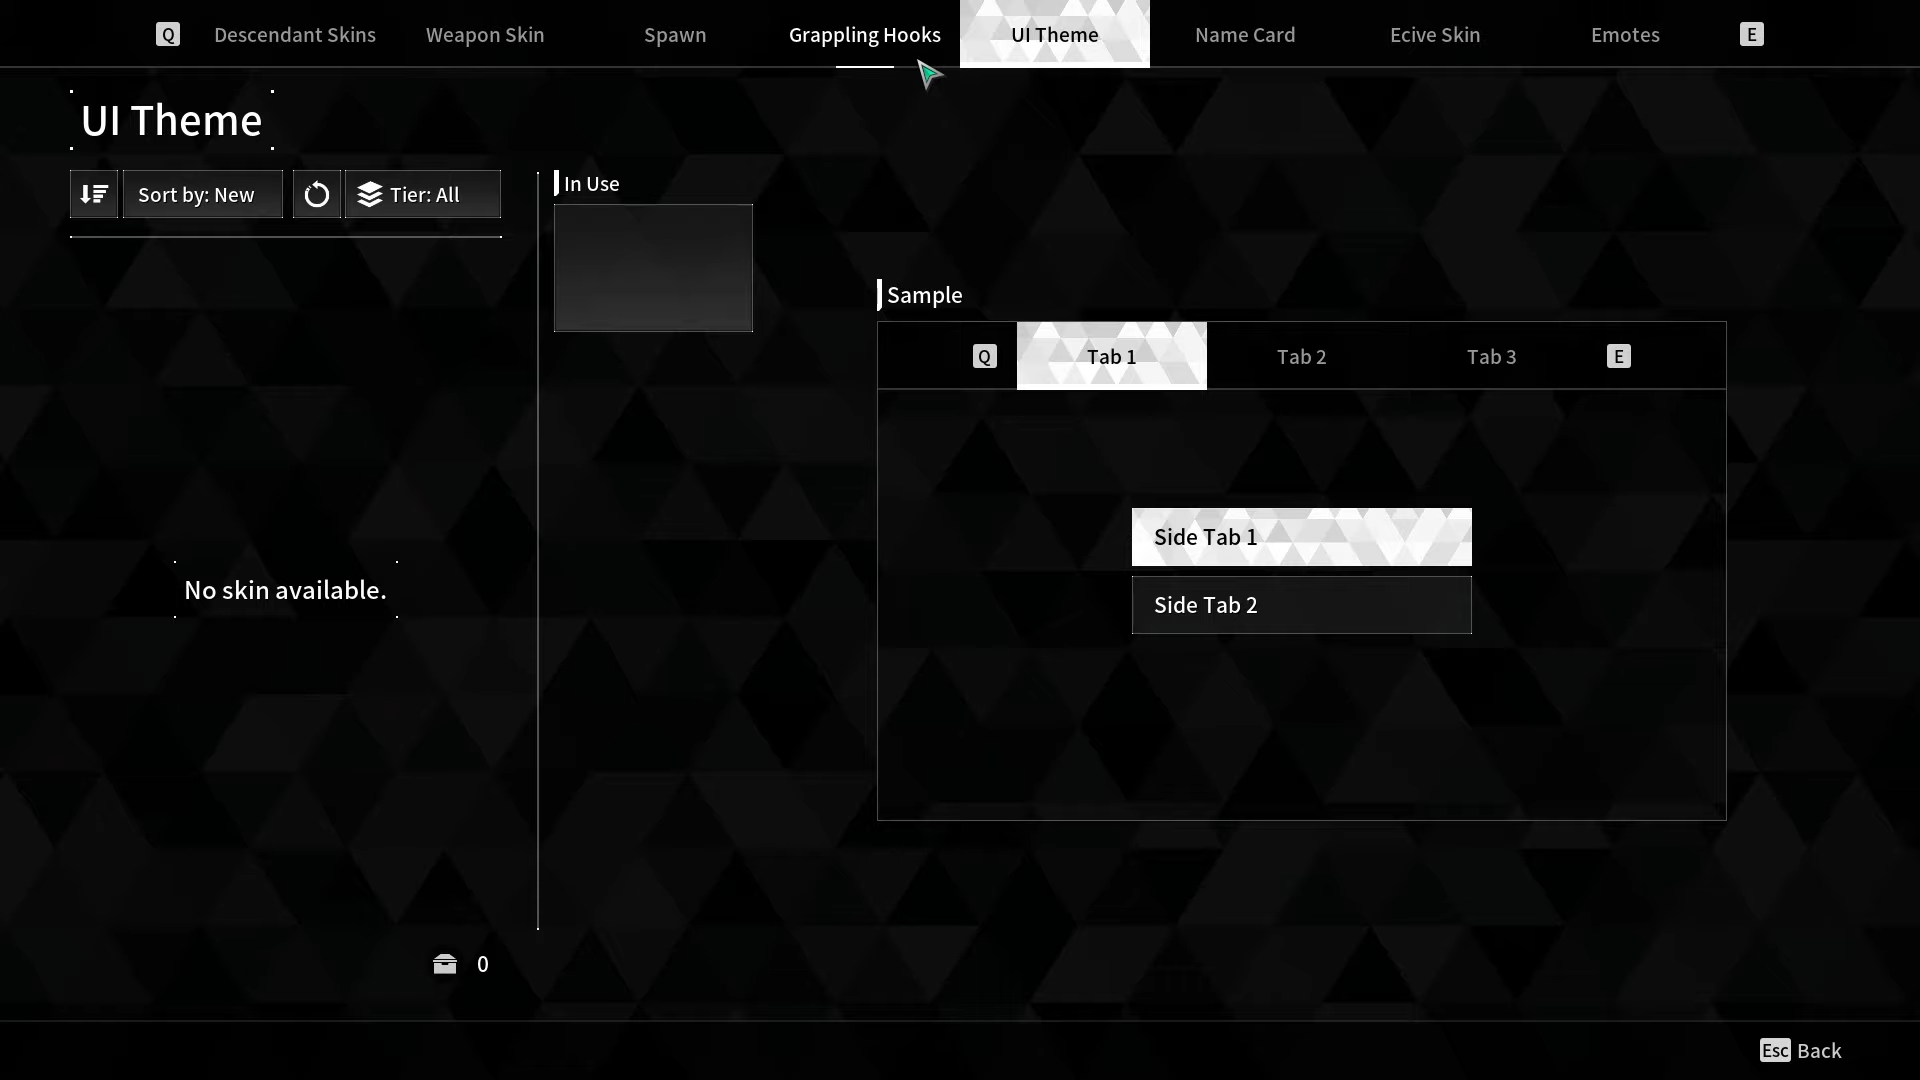 Q Descendant Skins Weapon Skin Spawn Grappling Hooks UI Theme Name Card Ecive Skin Emotes E
UI Theme
Sort by: New Tier: All
In Use
Sample
Q Tab 1 Tab 2 Tab 3 E
Side Tab 1
Side Tab 2
No skin available.
0
Esc Back